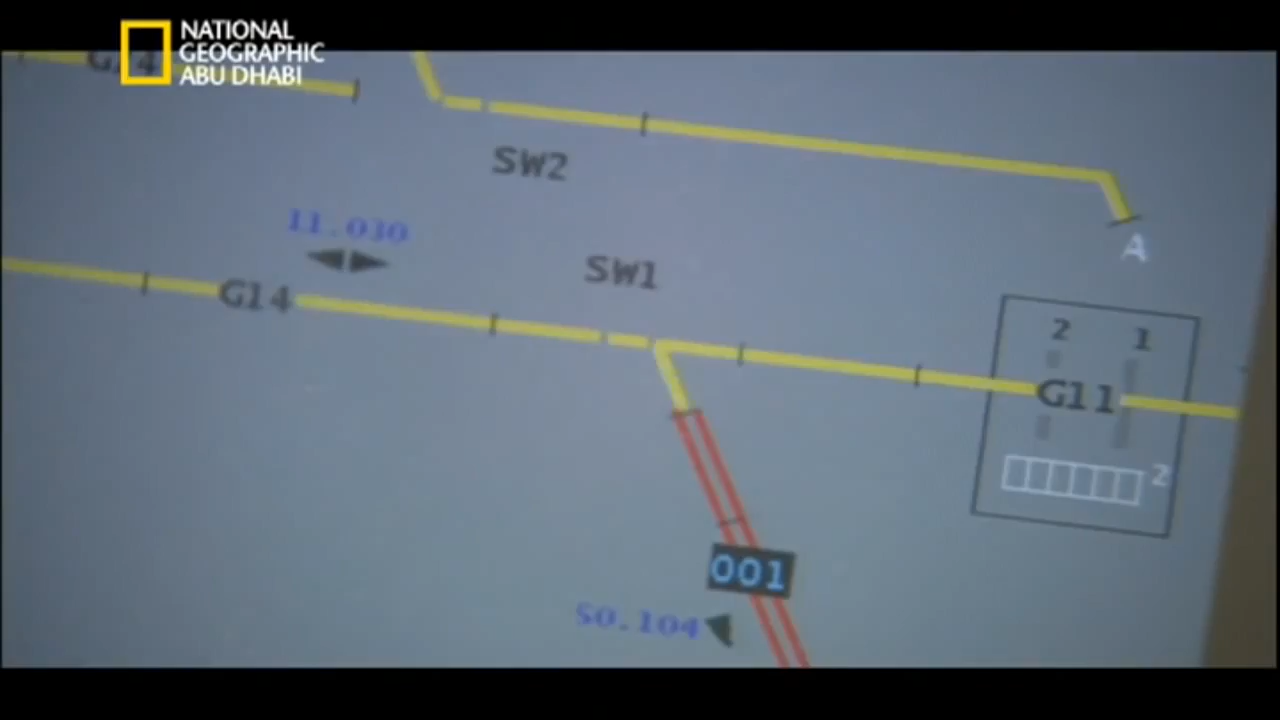 NATIONAL
GEOGRAPHIC
ABU DHABI
SW2
11.030
SW1
G14
A
2 1
G11
2
001
50.104